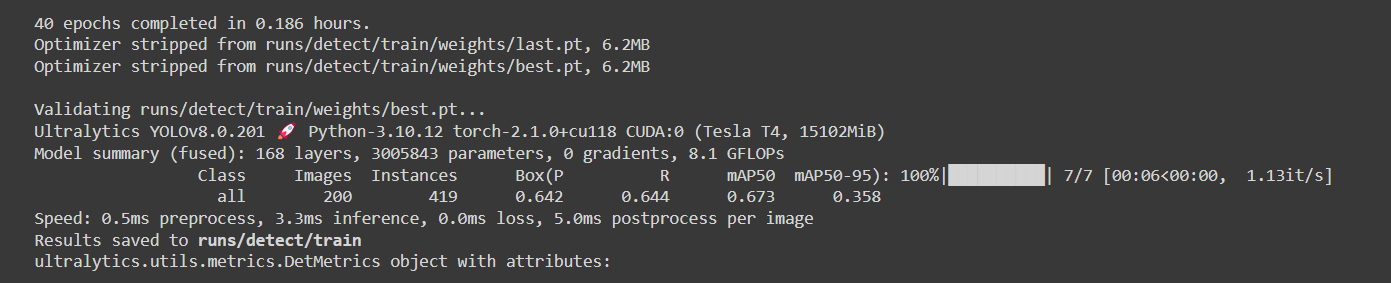 40 epochs completed in 0.186 hours.
Optimizer stripped from runs/detect/train/weights/last.pt, 6.2MB
Optimizer stripped from runs/detect/train/weights/best.pt, 6.2MB
Validating runs/detect/train/weights/best.pt...
Ultralytics YOLOv8.0.201 🚀 Python-3.10.12 torch-2.1.0+cu118 CUDA:0 (Tesla T4, 15102MiB)
Model summary (fused): 168 layers, 3005843 parameters, 0 gradients, 8.1 GFLOPs
Class Images Instances Box(P R mAP50 mAP50-95): 100%|██████████| 7/7 [00:06<00:00, 1.13it/s]
all 200 419 0.642 0.644 0.673 0.358
Speed: 0.5ms preprocess, 3.3ms inference, 0.0ms loss, 5.0ms postprocess per image
Results saved to runs/detect/train
ultralytics.utils.metrics.DetMetrics object with attributes: